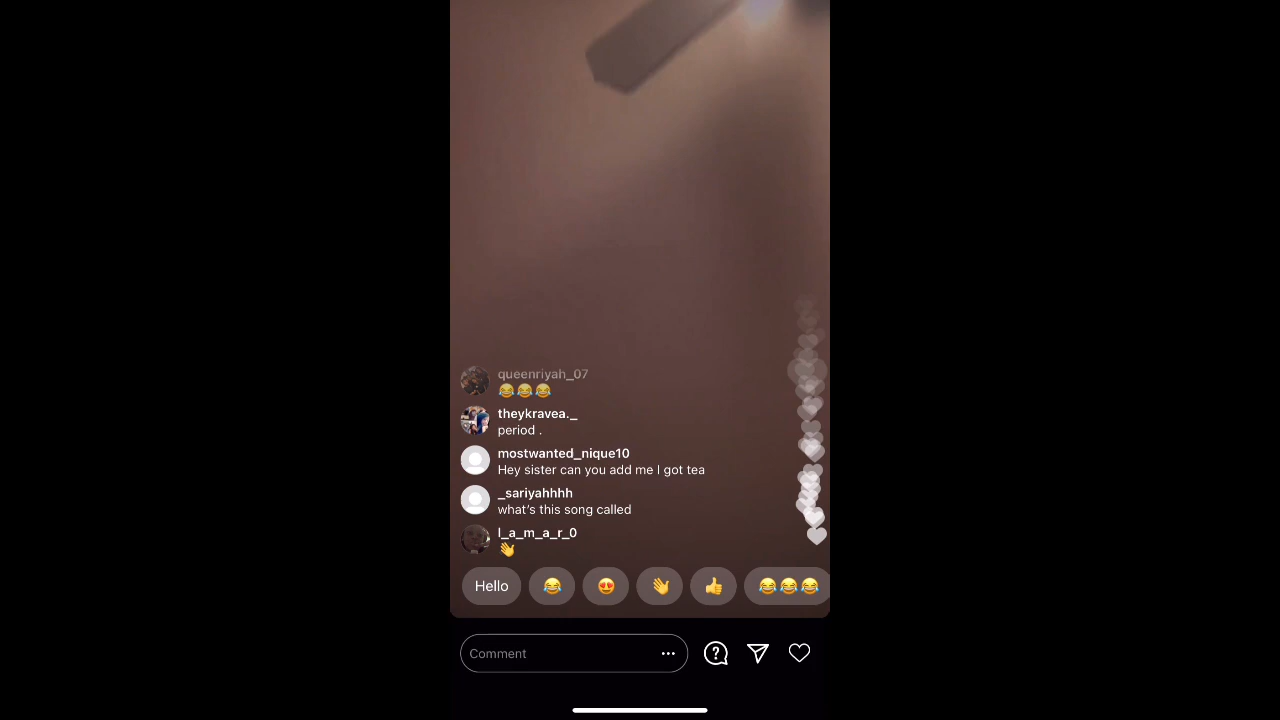 queenriyah_07
😂😂😂
theykravea._
period .
mostwanted_nique10
Hey sister can you add me I got tea
_sariyahhhh
what's this song called
l_a_m_a_r_0
👋
Hello 😂 😍 👋 👍 😂😂😂
Comment